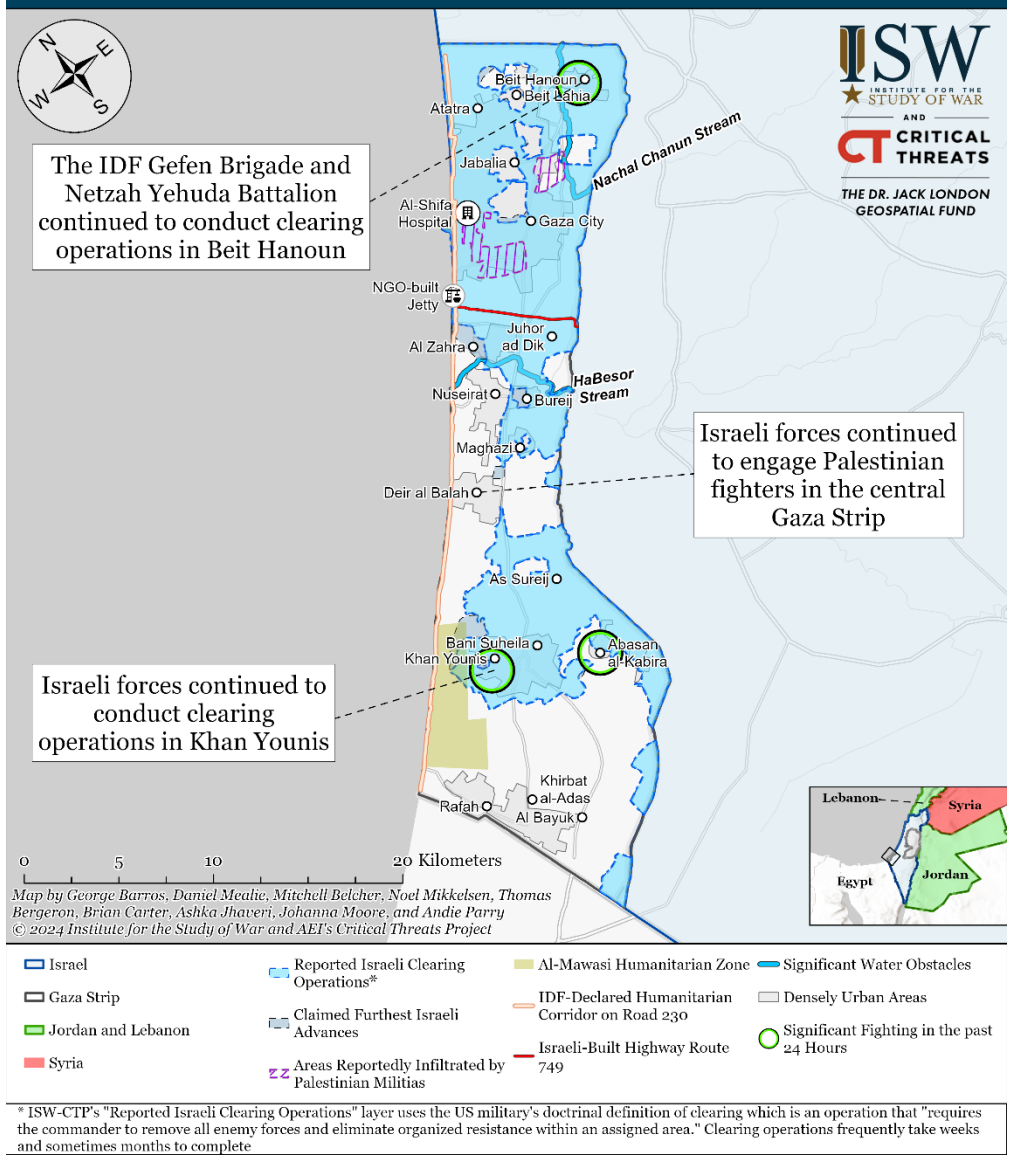 N
E
W
S
ISW
INSTITUTE FOR THE
STUDY OF WAR
AND
CT CRITICAL
THREATS
THE DR. JACK LONDON
GEOSPATIAL FUND
The IDF Gefen Brigade and
Netzah Yehuda Battalion
continued to conduct clearing
operations in Beit Hanoun
Beit Hanoun
Beit Lahia
Atatra
Jabalia
Nachal Chanun Stream
Al-Shifa
Hospital
Gaza City
NGO-built
Jetty
Juhor
ad Dik
Al Zahra
HaBesor
Stream
Nuseirat
Bureij
Maghazi
Deir al Balah
Israeli forces continued
to engage Palestinian
fighters in the central
Gaza Strip
As Sureij
Bani Suheila
Khan Younis
Abasan
al-Kabira
Israeli forces continued to
conduct clearing
operations in Khan Younis
Khirbat
al-Adas
Rafah
Al Bayuk
Lebanon
Syria
Jordan
Egypt
0 5 10 20 Kilometers
Map by George Barros, Daniel Mealie, Mitchell Belcher, Noel Mikkelsen, Thomas
Bergeron, Brian Carter, Ashka Jhaveri, Johanna Moore, and Andie Parry
© 2024 Institute for the Study of War and AEI's Critical Threats Project
Israel
Gaza Strip
Jordan and Lebanon
Syria
Reported Israeli Clearing
Operations*
Claimed Furthest Israeli
Advances
Areas Reportedly Infiltrated by
Palestinian Militias
Al-Mawasi Humanitarian Zone
IDF-Declared Humanitarian
Corridor on Road 230
Israeli-Built Highway Route
749
Significant Water Obstacles
Densely Urban Areas
Significant Fighting in the past
24 Hours
* ISW-CTP's "Reported Israeli Clearing Operations" layer uses the US military's doctrinal definition of clearing which is an operation that "requires
the commander to remove all enemy forces and eliminate organized resistance within an assigned area." Clearing operations frequently take weeks
and sometimes months to complete